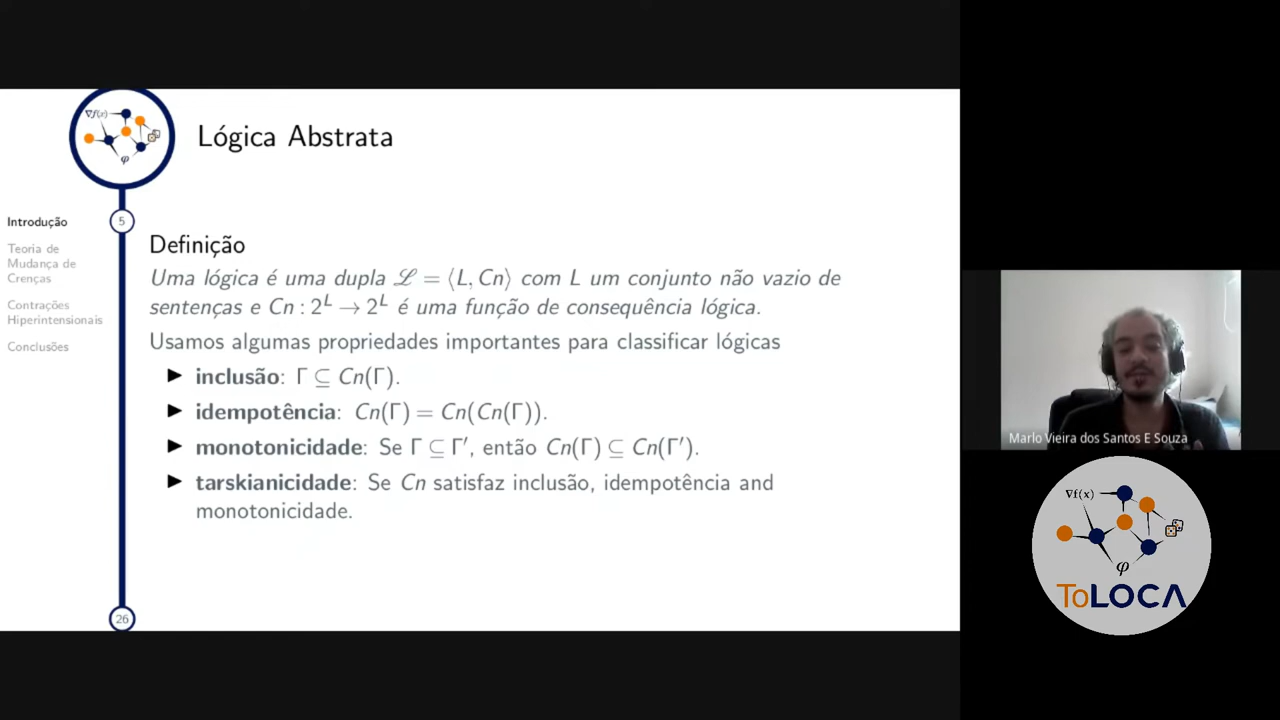 ∇f(x)
φ
Lógica Abstrata
Introdução
5
Teoria de
Mudança de
Crenças
Contrações
Hiperintensionais
Conclusões
26
Definição
Uma lógica é uma dupla ℒ = ⟨L, Cn⟩ com L um conjunto não vazio de
sentenças e Cn : 2^L → 2^L é uma função de consequência lógica.
Usamos algumas propriedades importantes para classificar lógicas
▶ inclusão: Γ ⊆ Cn(Γ).
▶ idempotência: Cn(Γ) = Cn(Cn(Γ)).
▶ monotonicidade: Se Γ ⊆ Γ′, então Cn(Γ) ⊆ Cn(Γ′).
▶ tarskianicidade: Se Cn satisfaz inclusão, idempotência and
monotonicidade.
Marlo Vieira dos Santos E Souza
∇f(x)
φ
ToLOCA